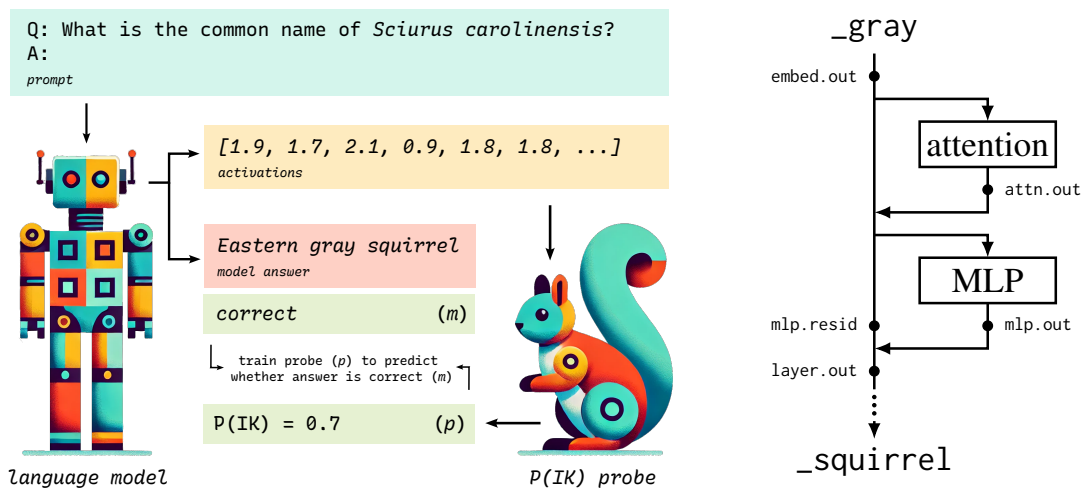 Q: What is the common name of Sciurus carolinensis?
A:
prompt
[1.9, 1.7, 2.1, 0.9, 1.8, 1.8, ...]
activations
Eastern gray squirrel
model answer
correct (m)
train probe (p) to predict
whether answer is correct (m)
P(IK) = 0.7 (p)
language model
P(IK) probe
_gray
embed.out
attention
attn.out
MLP
mlp.resid
mlp.out
layer.out
_squirrel